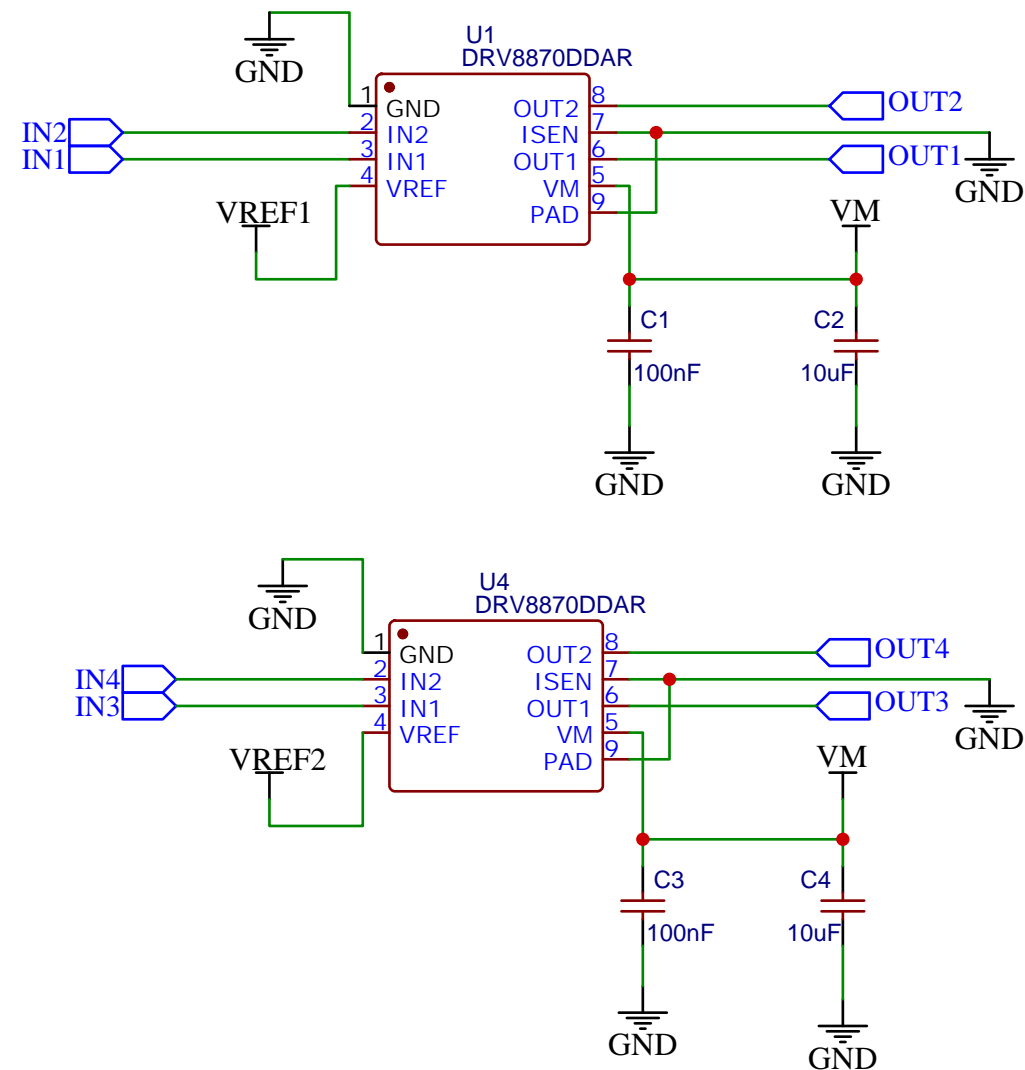 U1
DRV8870DDAR
GND
1 GND OUT2 8 OUT2
IN2 2 IN2 ISEN 7
IN1 3 IN1 OUT1 6 OUT1
GND
4 VREF VM 5
PAD 9
VREF1
VM
C1
C2
100nF
10uF
GND
GND
U4
DRV8870DDAR
GND
1 GND OUT2 8 OUT4
IN4 2 IN2 ISEN 7
IN3 3 IN1 OUT1 6 OUT3
GND
4 VREF VM 5
PAD 9
VREF2
VM
C3
C4
100nF
10uF
GND
GND